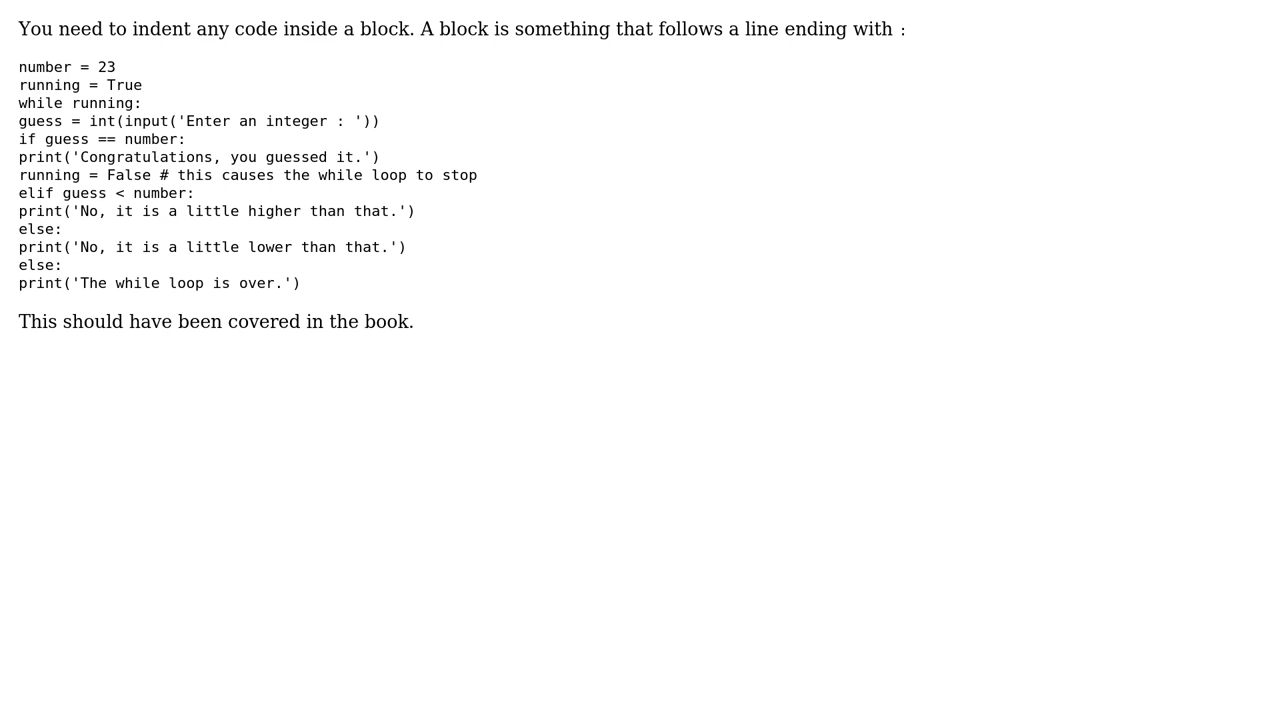 You need to indent any code inside a block. A block is something that follows a line ending with :
number = 23
running = True
while running:
guess = int(input('Enter an integer : '))
if guess == number:
print('Congratulations, you guessed it.')
running = False # this causes the while loop to stop
elif guess < number:
print('No, it is a little higher than that.')
else:
print('No, it is a little lower than that.')
else:
print('The while loop is over.')
This should have been covered in the book.